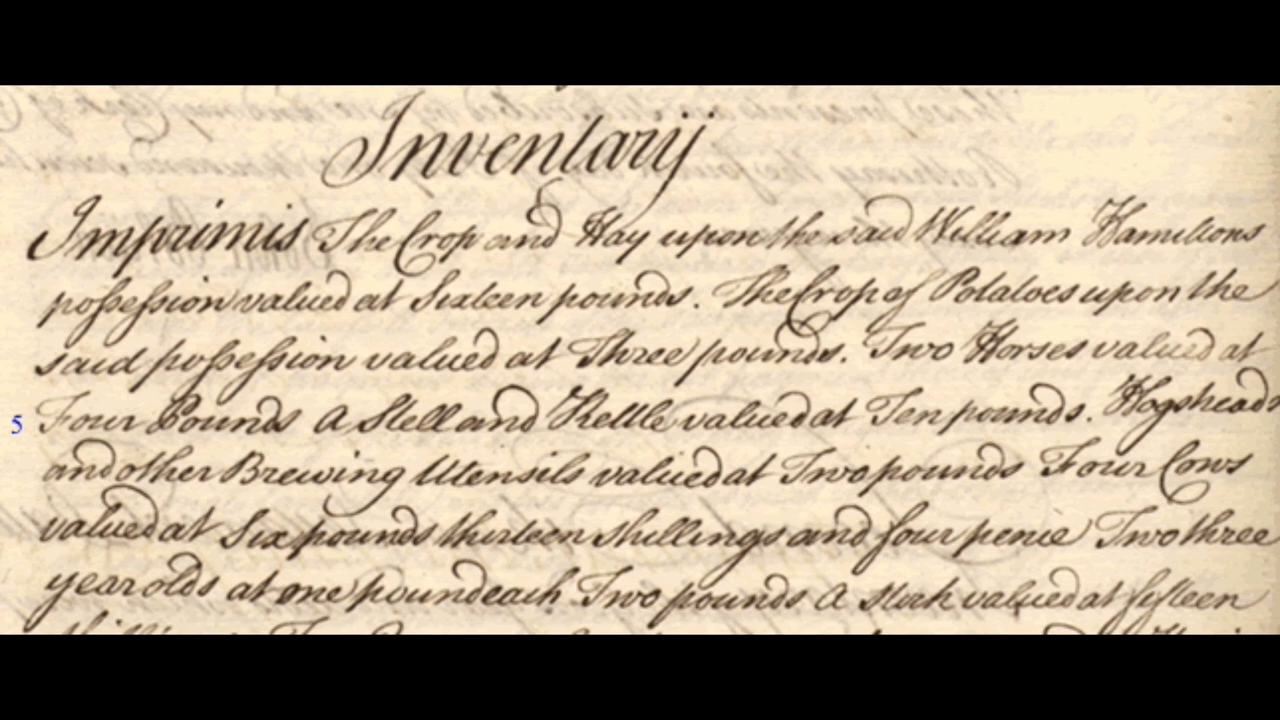 Inventarij
Imprimis The Crop and Hay upon the said William Hamiltons
possession valued at Sixteen pounds. The Crop of Potatoes upon the
said possession valued at Three pounds. Two Horses valued at
5 Four Pounds A Stell and Kettle valued at Ten pounds. Hogsheads
and other Brewing Utensils valued at Two pounds Four Cows
valued at Six pounds thirteen shillings and four penie Two three
year olds at one pound each Two pounds A Stirk valued at fifteen